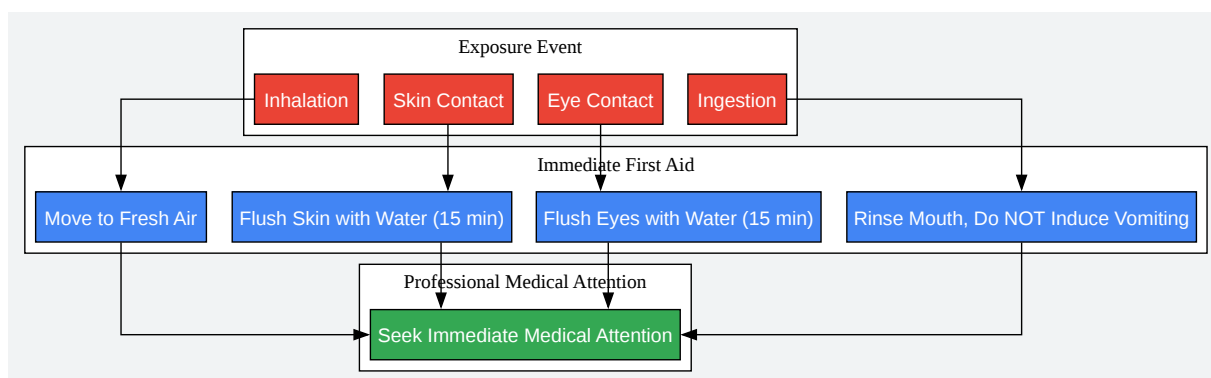 Exposure Event
Inhalation
Skin Contact
Eye Contact
Ingestion
Immediate First Aid
Move to Fresh Air
Flush Skin with Water (15 min)
Flush Eyes with Water (15 min)
Rinse Mouth, Do NOT Induce Vomiting
Professional Medical Attention
Seek Immediate Medical Attention